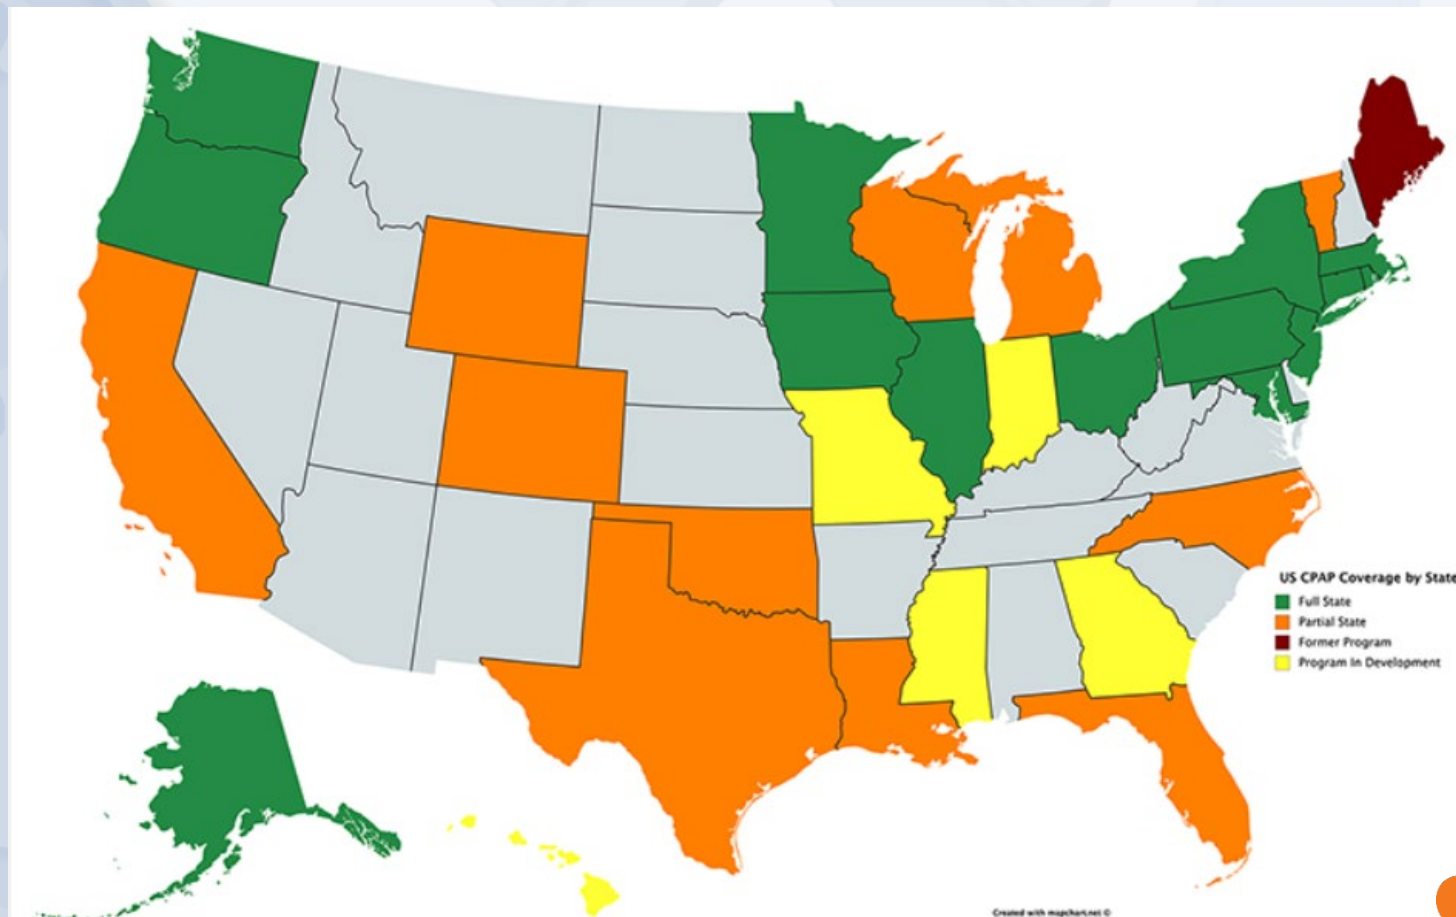 US CPAP Coverage by State
Full State
Partial State
Former Program
Program In Development
Created with mapchart.net ©